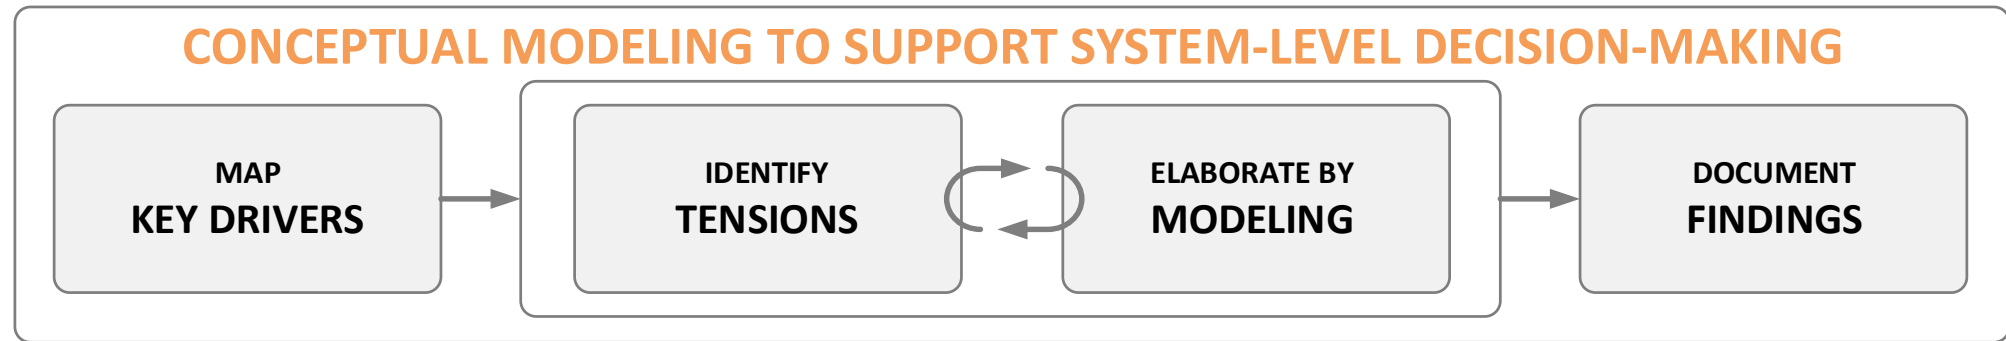 CONCEPTUAL MODELING TO SUPPORT SYSTEM-LEVEL DECISION-MAKING
MAP
KEY DRIVERS
IDENTIFY
TENSIONS
ELABORATE BY
MODELING
DOCUMENT
FINDINGS